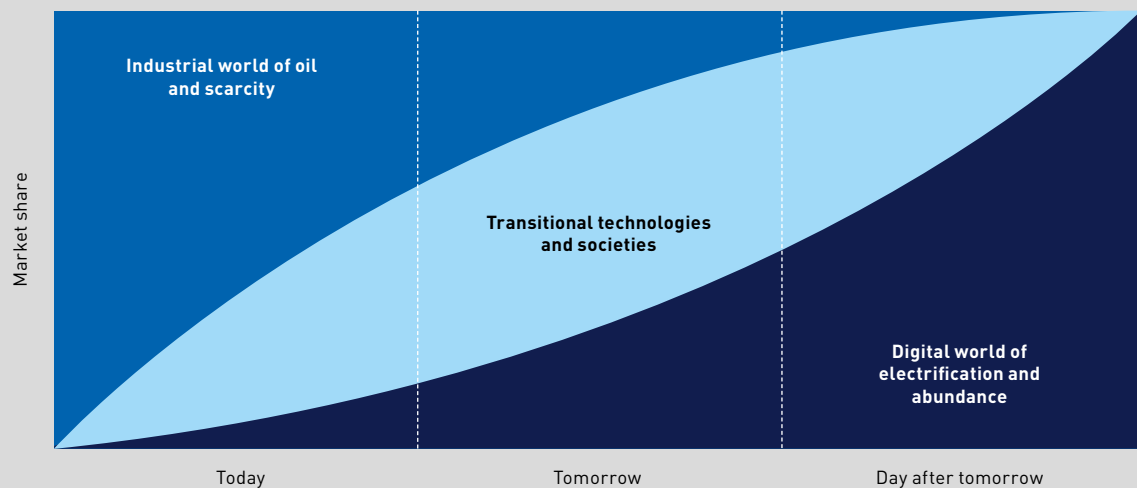 Industrial world of oil
and scarcity
Market share
Transitional technologies
and societies
Digital world of
electrification and
abundance
Today
Tomorrow
Day after tomorrow